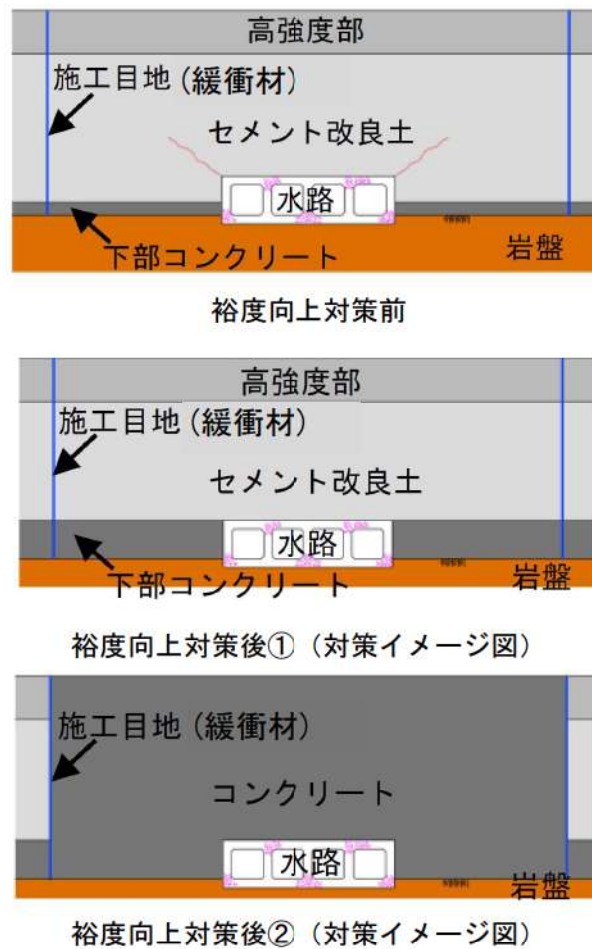 高強度部
施工目地(緩衝材)
セメント改良土
水路
下部コンクリート
岩盤
裕度向上対策前
高強度部
施工目地(緩衝材)
セメント改良土
水路
下部コンクリート
岩盤
裕度向上対策後①(対策イメージ図)
施工目地(緩衝材)
コンクリート
水路
岩盤
裕度向上対策後②(対策イメージ図)